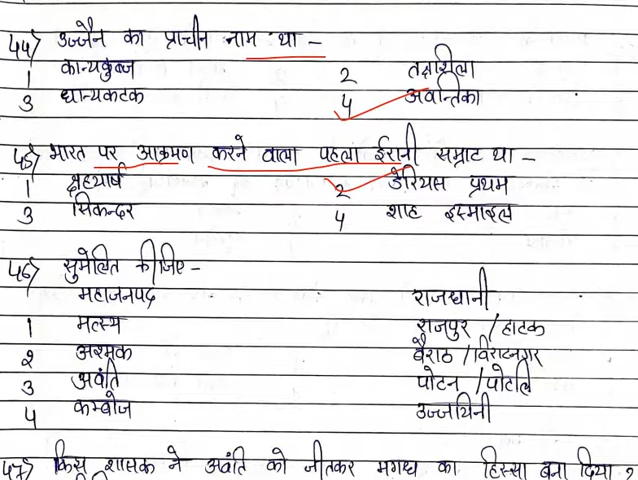 44> उज्जैन का प्राचीन नाम था -
1 कान्यकुब्ज 2 तक्षशिला
3 धान्यकटक 4 अवन्तिका
45> भारत पर आक्रमण करने वाला पहला ईरानी सम्राट था -
1 क्षहयार्ष 2 डेरियस प्रथम
3 सिकन्दर 4 शाह इस्माइल
46> सुमेलित कीजिए -
महाजनपद राजधानी
1 मत्स्य राजपुर / हाटक
2 अश्मक बैराठ / विराटनगर
3 अवंति पोटन / पोटलि
4 कम्बोज उज्जयिनी
47> किस शासक ने अवंति को जीतकर मगध का हिस्सा बना दिया ?